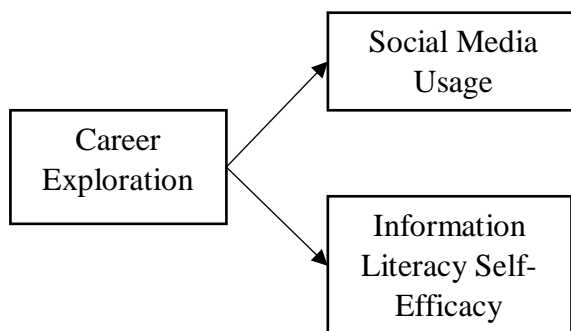 Social Media
Usage
Career
Exploration
Information
Literacy Self-
Efficacy